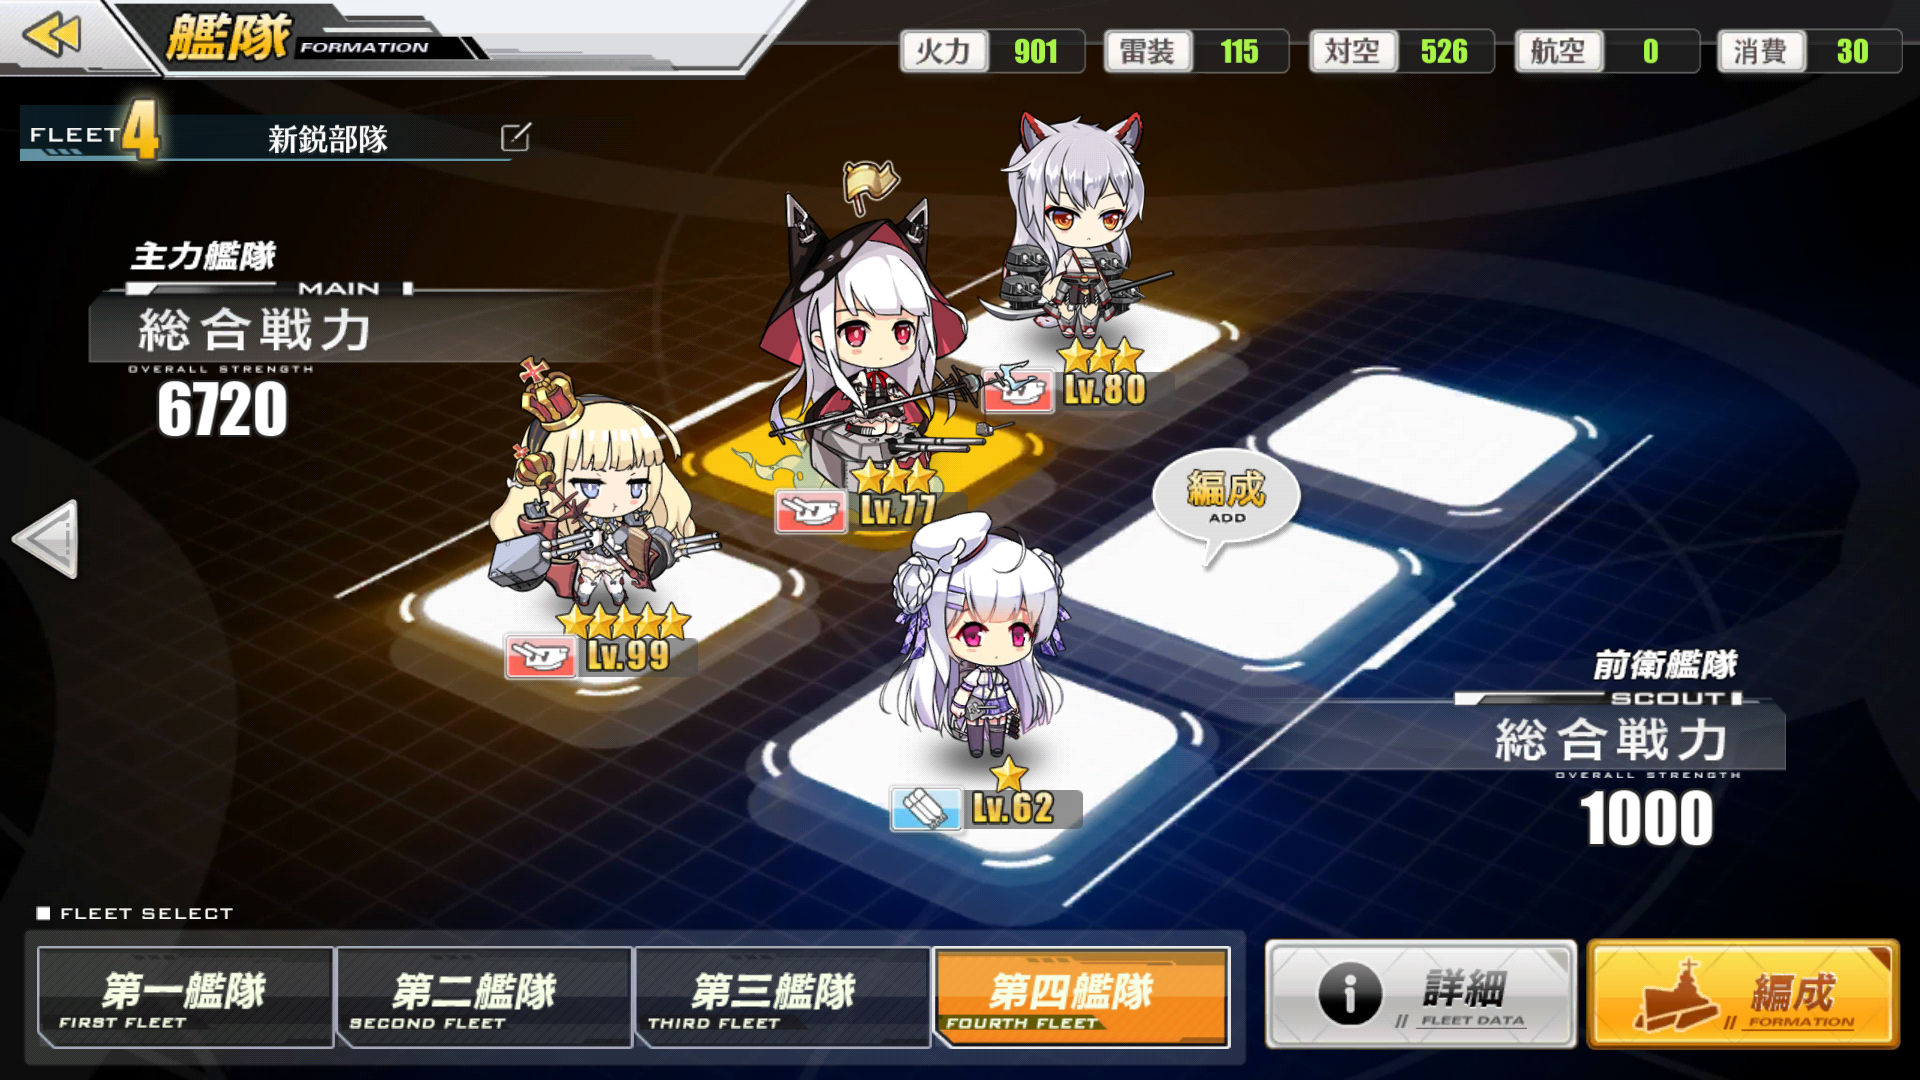 艦隊 FORMATION
火力 901 雷装 115 対空 526 航空 0 消費 30
FLEET 4 新鋭部隊
主力艦隊
MAIN
総合戦力
OVERALL STRENGTH
6720
Lv.80
Lv.77
Lv.99
Lv.62
編成
ADD
前衛艦隊
SCOUT
総合戦力
OVERALL STRENGTH
1000
FLEET SELECT
第一艦隊
FIRST FLEET
第二艦隊
SECOND FLEET
第三艦隊
THIRD FLEET
第四艦隊
FOURTH FLEET
詳細
// FLEET DATA
編成
// FORMATION